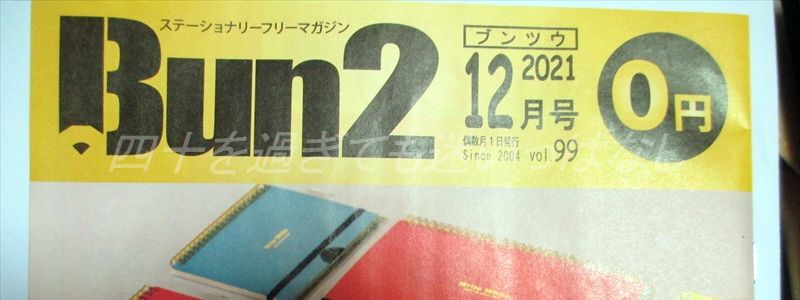 ステーショナリーフリーマガジン
Bun2
ブンツウ
2021
12月号
偶数月1日発行
Since 2004 vol.99
0円
四十を過ぎても迷